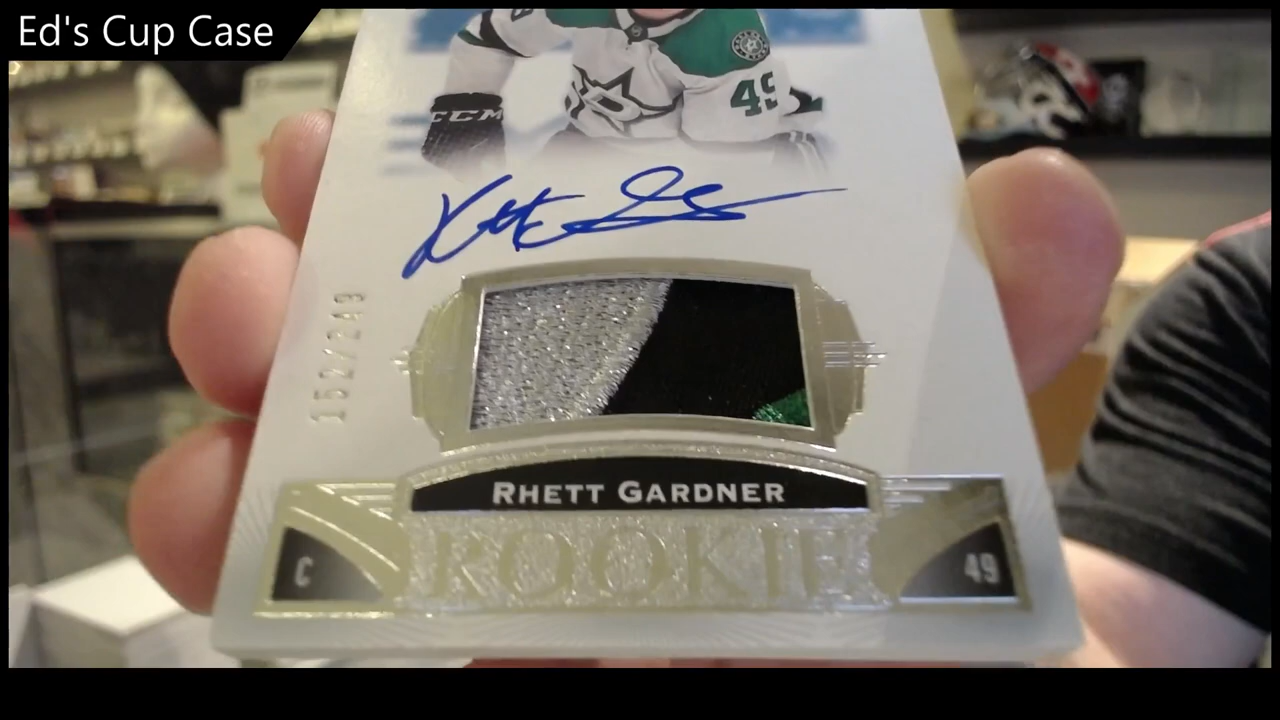 Ed's Cup Case
49
CCM
152/249
RHETT GARDNER
ROOKIE
C
49